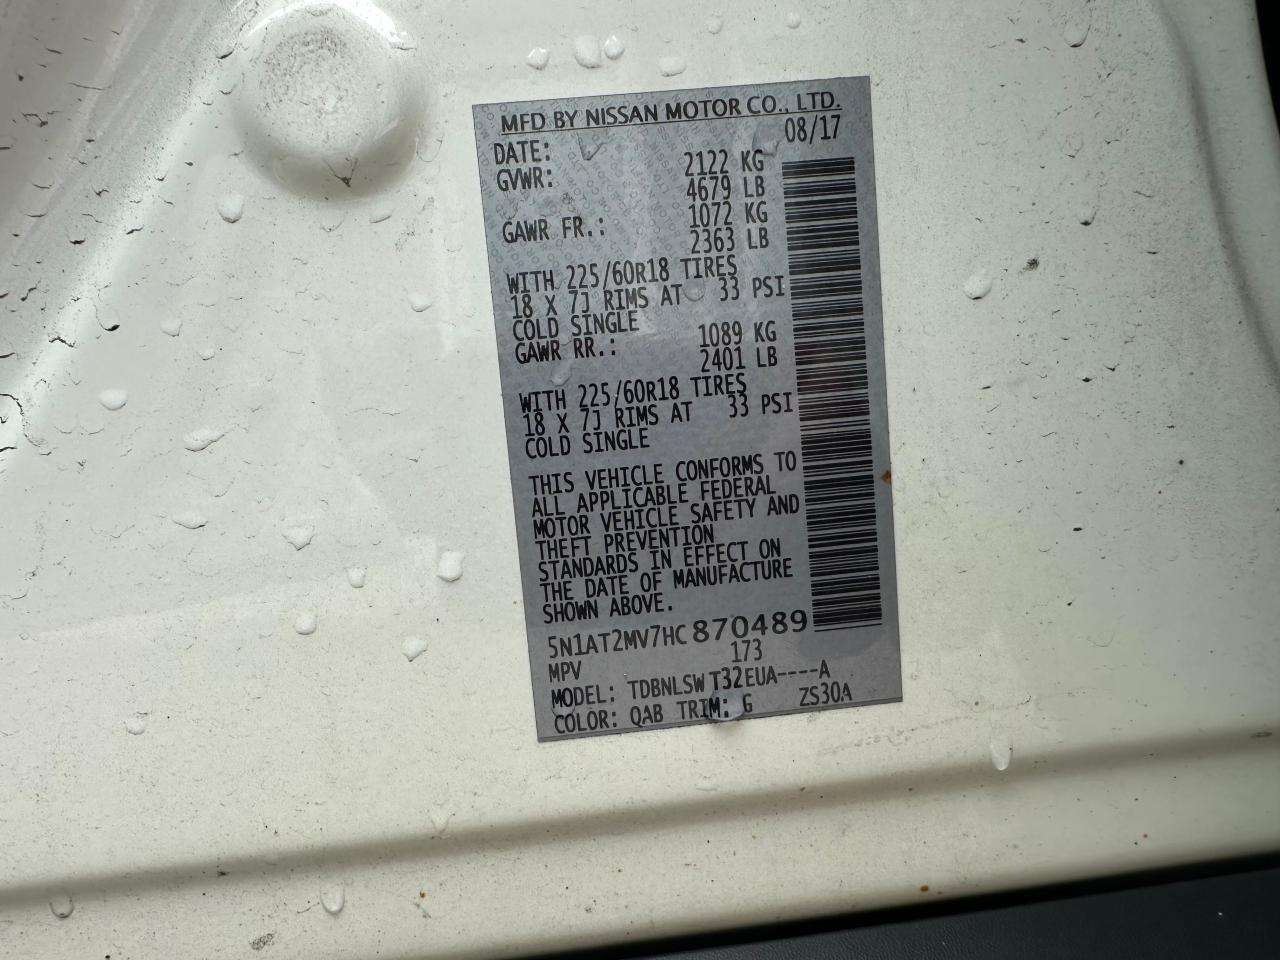 MFD BY NISSAN MOTOR CO., LTD.
DATE: 08/17
GVWR: 2122 KG
4679 LB
GAWR FR.: 1072 KG
2363 LB
WITH 225/60R18 TIRES
18 X 7J RIMS AT 33 PSI
COLD SINGLE
GAWR RR.: 1089 KG
2401 LB
WITH 225/60R18 TIRES
18 X 7J RIMS AT 33 PSI
COLD SINGLE
THIS VEHICLE CONFORMS TO
ALL APPLICABLE FEDERAL
MOTOR VEHICLE SAFETY AND
THEFT PREVENTION
STANDARDS IN EFFECT ON
THE DATE OF MANUFACTURE
SHOWN ABOVE.
5N1AT2MV7HC870489
MPV 173
MODEL: TDBNLSWT32EUA----A
COLOR: QAB TRIM: G ZS30A